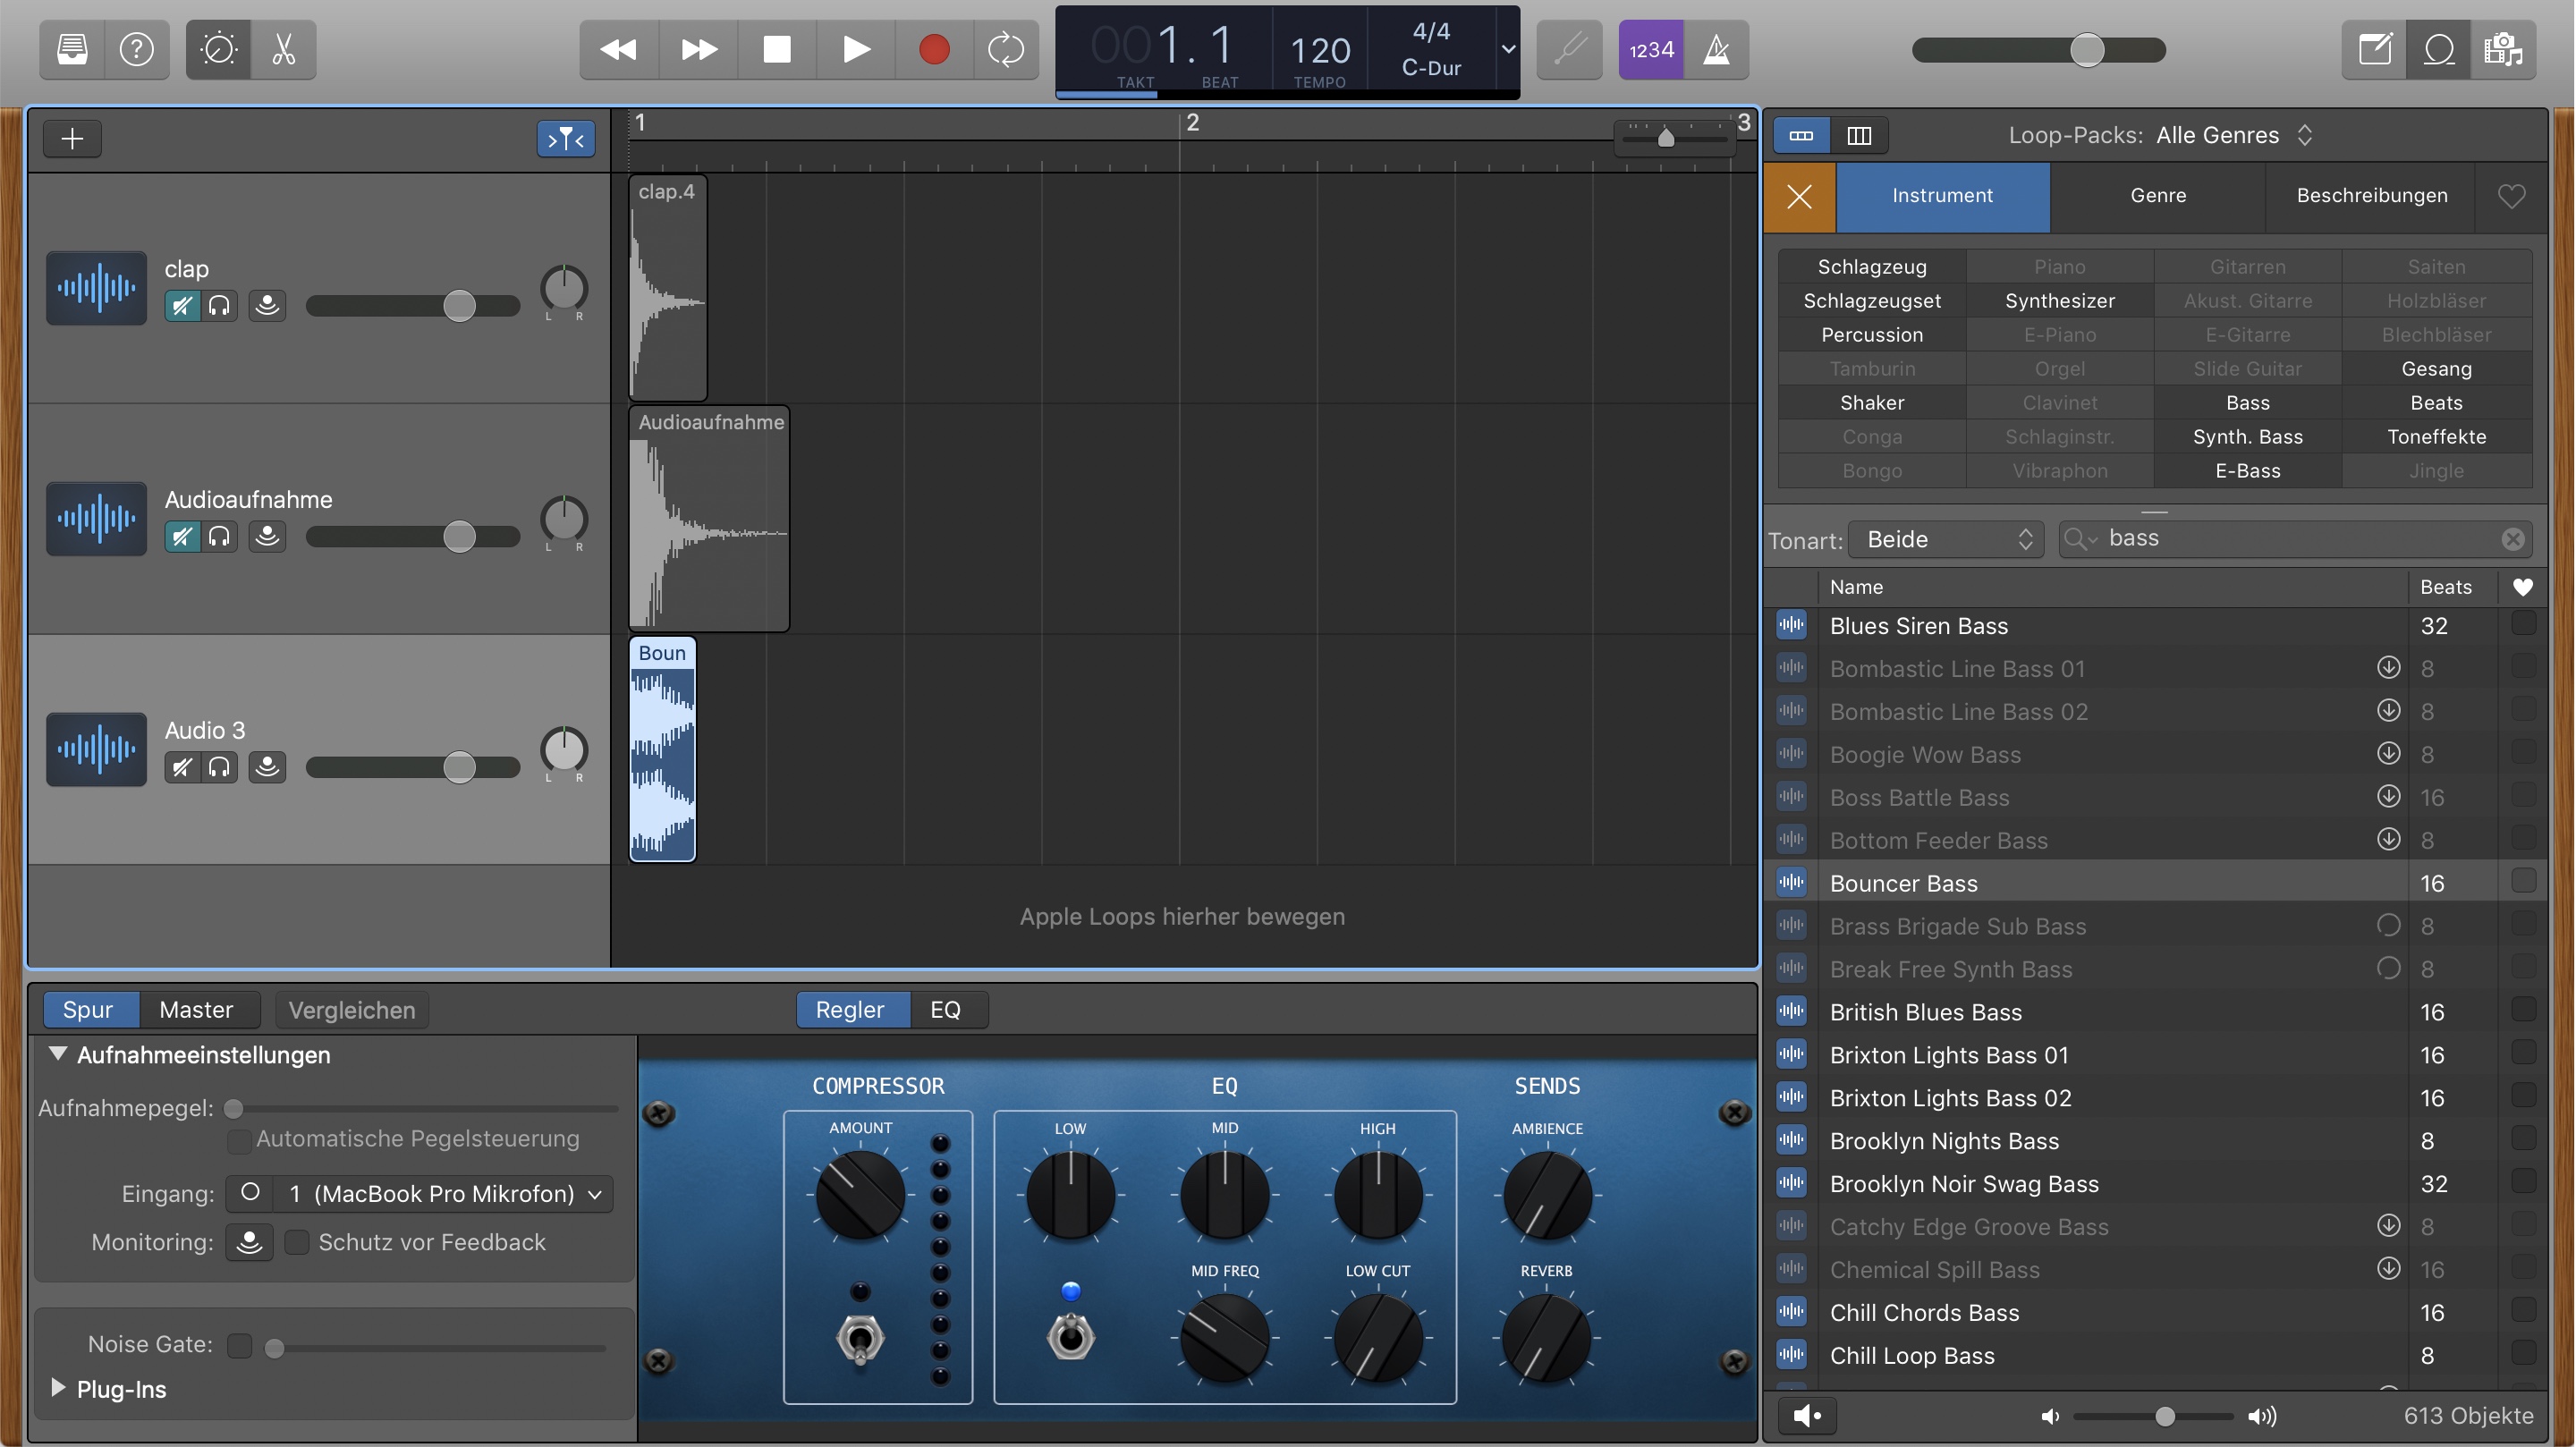 001. 1
TAKT
BEAT
120
TEMPO
4/4
C-Dur
1234
1
2
3
clap
L R
clap.4
Audioaufnahme
L R
Audioaufnahme
Audio 3
L R
Boun
Apple Loops hierher bewegen
Spur
Master
Vergleichen
Regler
EQ
Aufnahmeeinstellungen
Aufnahmepegel:
Automatische Pegelsteuerung
Eingang: 1 (MacBook Pro Mikrofon)
Monitoring: Schutz vor Feedback
Noise Gate:
Plug-Ins
COMPRESSOR
AMOUNT
EQ
LOW
MID
HIGH
MID FREQ
LOW CUT
SENDS
AMBIENCE
REVERB
Loop-Packs: Alle Genres
Instrument
Genre
Beschreibungen
Schlagzeug Piano Gitarren Saiten
Schlagzeugset Synthesizer Akust. Gitarre Holzbläser
Percussion E-Piano E-Gitarre Blechbläser
Tamburin Orgel Slide Guitar Gesang
Shaker Clavinet Bass Beats
Conga Schlaginstr. Synth. Bass Toneffekte
Bongo Vibraphon E-Bass Jingle
Tonart: Beide bass
Name Beats
Blues Siren Bass 32
Bombastic Line Bass 01 8
Bombastic Line Bass 02 8
Boogie Wow Bass 8
Boss Battle Bass 16
Bottom Feeder Bass 8
Bouncer Bass 16
Brass Brigade Sub Bass 8
Break Free Synth Bass 8
British Blues Bass 16
Brixton Lights Bass 01 16
Brixton Lights Bass 02 16
Brooklyn Nights Bass 8
Brooklyn Noir Swag Bass 32
Catchy Edge Groove Bass 8
Chemical Spill Bass 16
Chill Chords Bass 16
Chill Loop Bass 8
613 Objekte